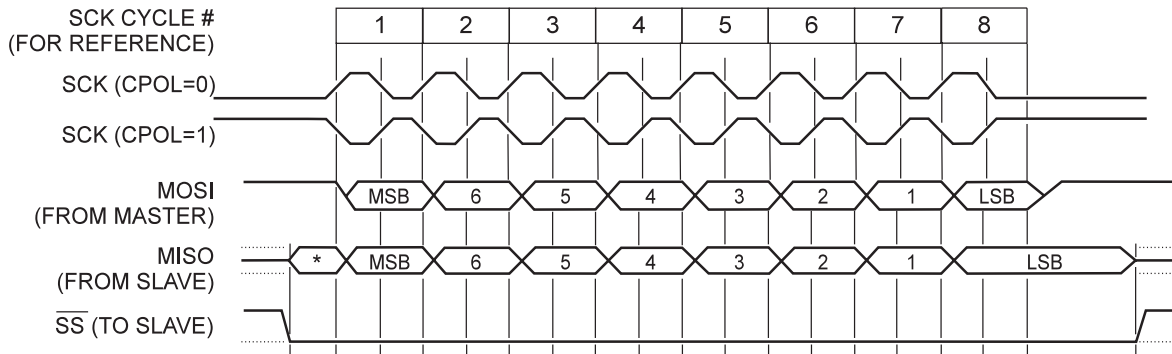 SCK CYCLE # 1 2 3 4 5 6 7 8
(FOR REFERENCE)
SCK (CPOL=0)
SCK (CPOL=1)
MOSI MSB 6 5 4 3 2 1 LSB
(FROM MASTER)
MISO * MSB 6 5 4 3 2 1 LSB
(FROM SLAVE)
SS (TO SLAVE)